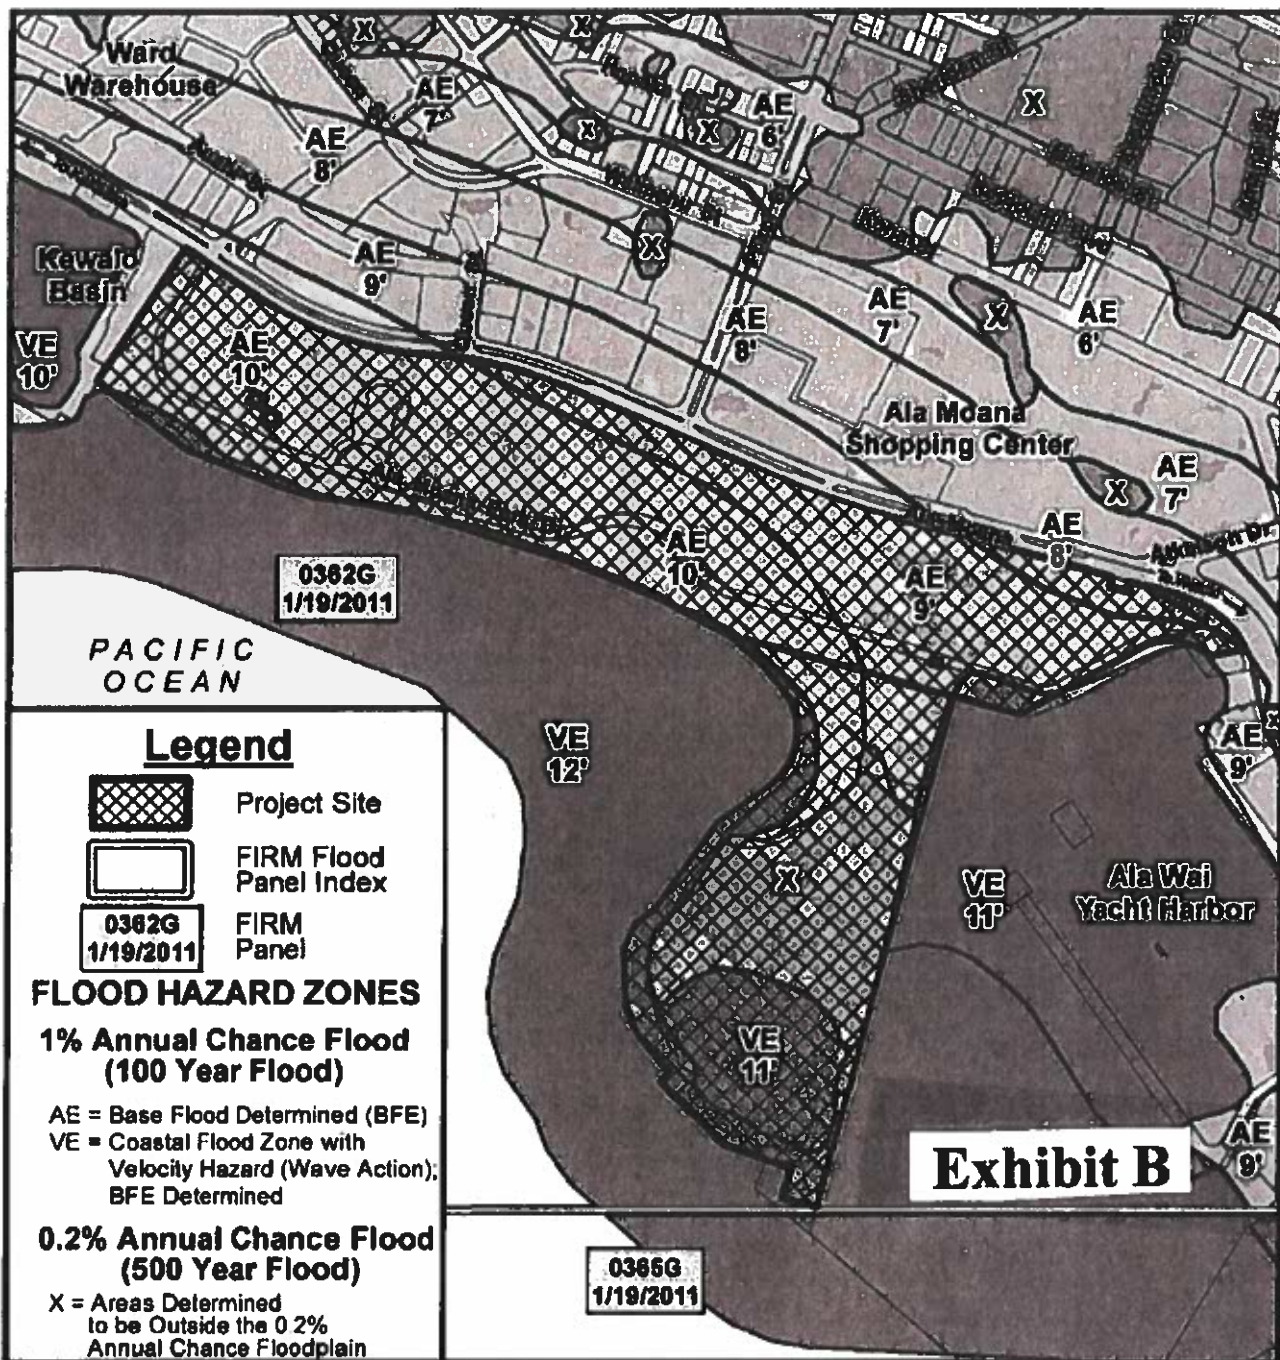 Ward
Warehouse
X
X
AE
7'
AE
6'
X
X
X
AE
8'
Kewalo
Basin
AE
9'
X
VE
10'
AE
10'
AE
8'
AE
7'
X
AE
6'
Ala Moana
Shopping Center
AE
7'
X
AE
8'
Atkinson Dr
AE
10'
AE
9'
0362G
1/19/2011
PACIFIC
OCEAN
VE
12'
AE
9'
X
X
VE
11'
Ala Wai
Yacht Harbor
VE
11'
AE
9'
Exhibit B
0365G
1/19/2011
Legend
Project Site
FIRM Flood
Panel Index
0362G
1/19/2011
FIRM
Panel
FLOOD HAZARD ZONES
1% Annual Chance Flood
(100 Year Flood)
AE = Base Flood Determined (BFE)
VE = Coastal Flood Zone with
Velocity Hazard (Wave Action);
BFE Determined
0.2% Annual Chance Flood
(500 Year Flood)
X = Areas Determined
to be Outside the 0.2%
Annual Chance Floodplain